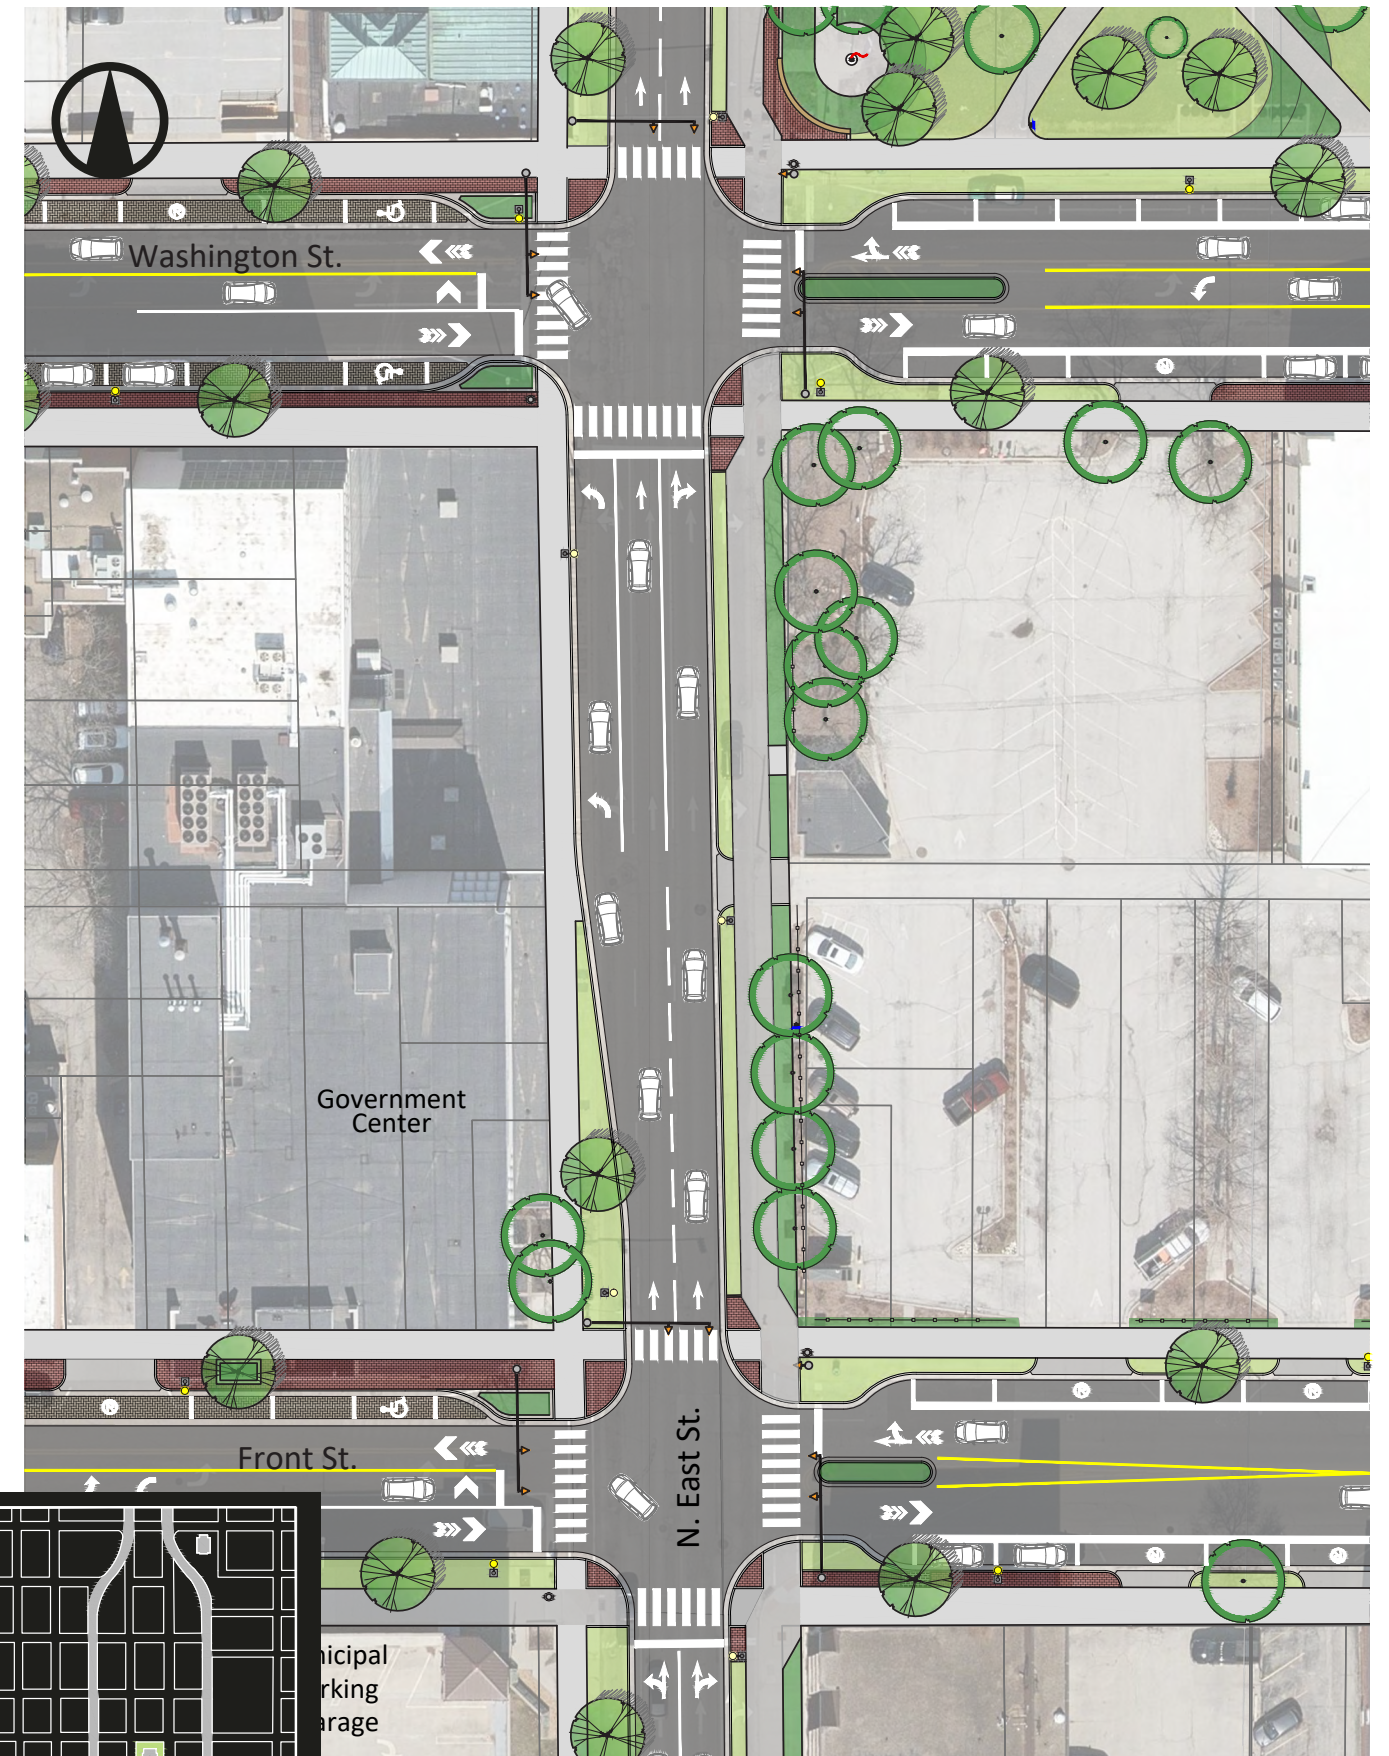 Washington St.
Government
Center
Front St.
N. East St.
nicipal
rking
arage